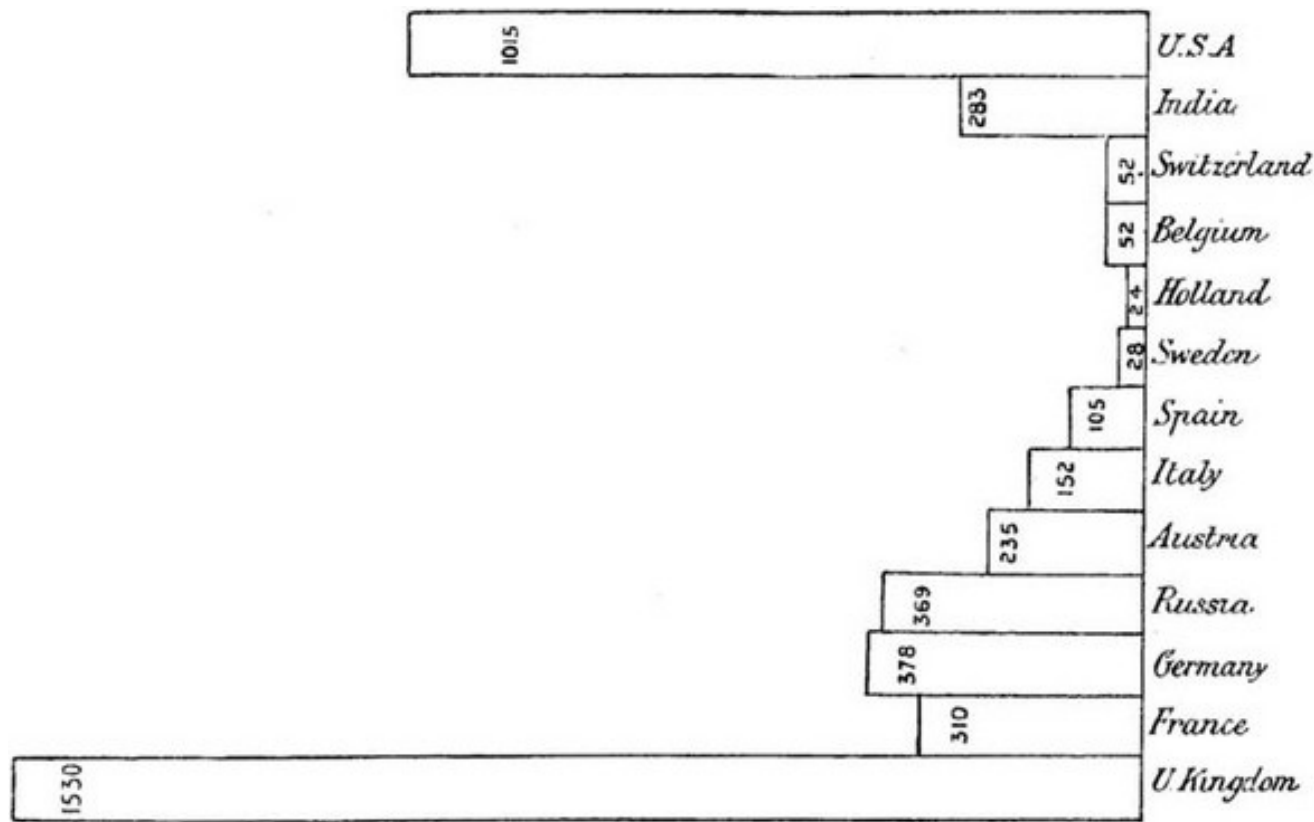 1015 U.S.A
283 India
52 Switzerland
52 Belgium
24 Holland
28 Sweden
105 Spain
152 Italy
235 Austria
369 Russia
378 Germany
310 France
1530 U. Kingdom